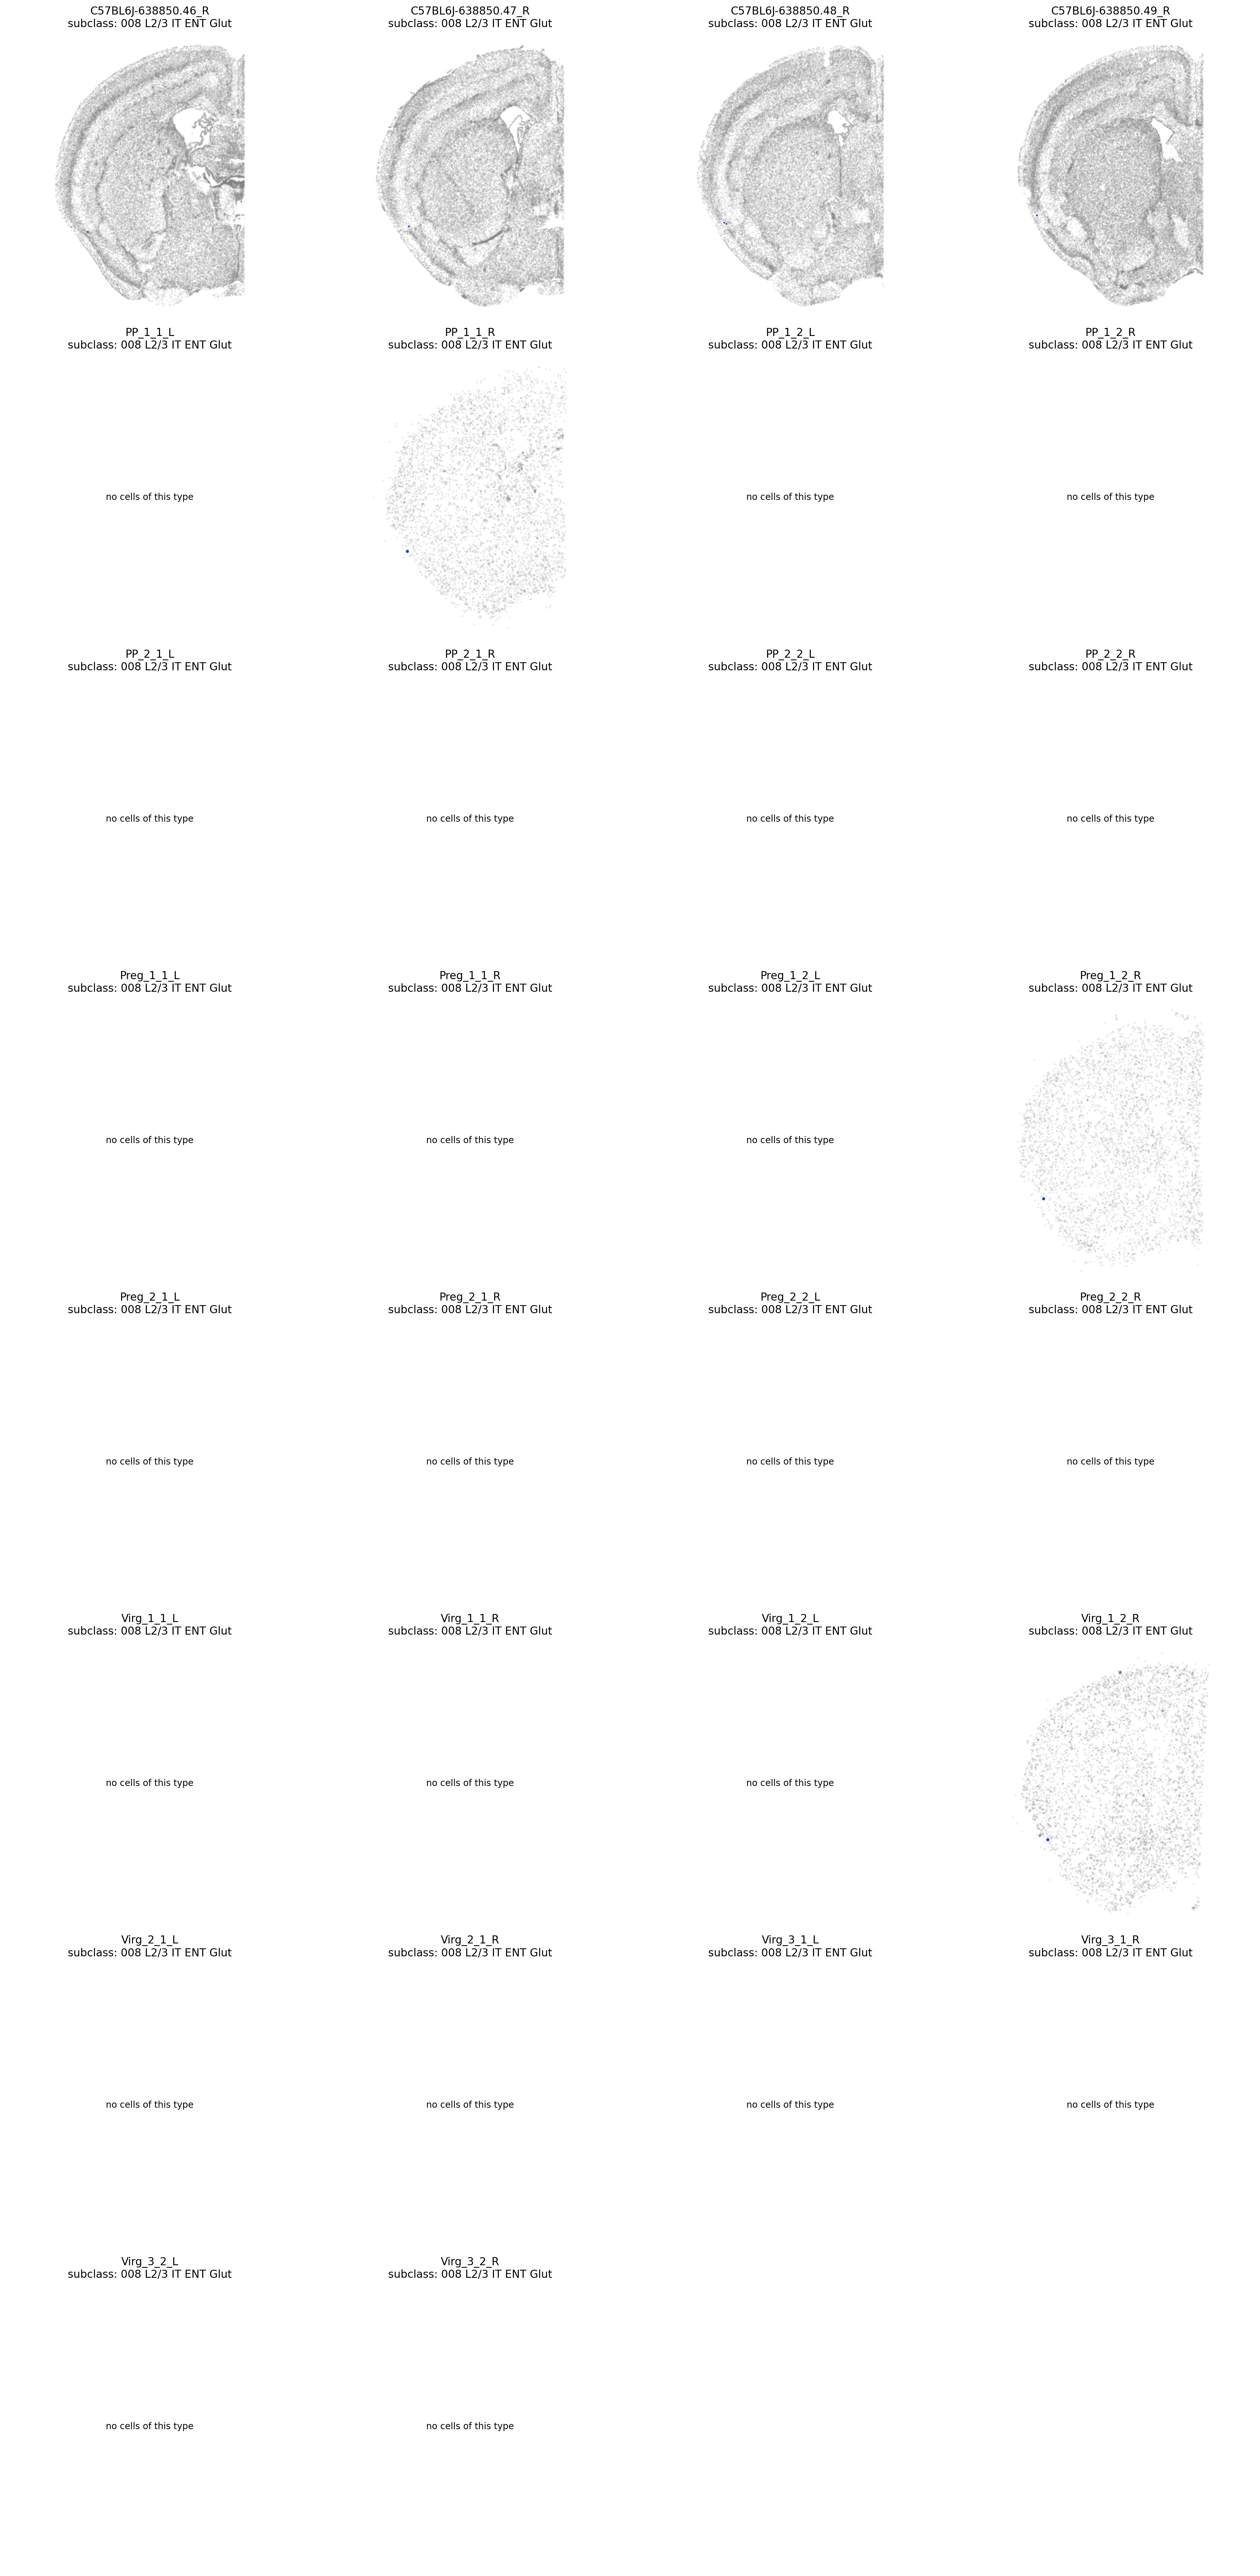 C57BL6J-638850.46_R
subclass: 008 L2/3 IT ENT Glut
C57BL6J-638850.47_R
subclass: 008 L2/3 IT ENT Glut
C57BL6J-638850.48_R
subclass: 008 L2/3 IT ENT Glut
C57BL6J-638850.49_R
subclass: 008 L2/3 IT ENT Glut
PP_1_1_L
subclass: 008 L2/3 IT ENT Glut
no cells of this type
PP_1_1_R
subclass: 008 L2/3 IT ENT Glut
PP_1_2_L
subclass: 008 L2/3 IT ENT Glut
no cells of this type
PP_1_2_R
subclass: 008 L2/3 IT ENT Glut
no cells of this type
PP_2_1_L
subclass: 008 L2/3 IT ENT Glut
no cells of this type
PP_2_1_R
subclass: 008 L2/3 IT ENT Glut
no cells of this type
PP_2_2_L
subclass: 008 L2/3 IT ENT Glut
no cells of this type
PP_2_2_R
subclass: 008 L2/3 IT ENT Glut
no cells of this type
Preg_1_1_L
subclass: 008 L2/3 IT ENT Glut
no cells of this type
Preg_1_1_R
subclass: 008 L2/3 IT ENT Glut
no cells of this type
Preg_1_2_L
subclass: 008 L2/3 IT ENT Glut
no cells of this type
Preg_1_2_R
subclass: 008 L2/3 IT ENT Glut
Preg_2_1_L
subclass: 008 L2/3 IT ENT Glut
no cells of this type
Preg_2_1_R
subclass: 008 L2/3 IT ENT Glut
no cells of this type
Preg_2_2_L
subclass: 008 L2/3 IT ENT Glut
no cells of this type
Preg_2_2_R
subclass: 008 L2/3 IT ENT Glut
no cells of this type
Virg_1_1_L
subclass: 008 L2/3 IT ENT Glut
no cells of this type
Virg_1_1_R
subclass: 008 L2/3 IT ENT Glut
no cells of this type
Virg_1_2_L
subclass: 008 L2/3 IT ENT Glut
no cells of this type
Virg_1_2_R
subclass: 008 L2/3 IT ENT Glut
Virg_2_1_L
subclass: 008 L2/3 IT ENT Glut
no cells of this type
Virg_2_1_R
subclass: 008 L2/3 IT ENT Glut
no cells of this type
Virg_3_1_L
subclass: 008 L2/3 IT ENT Glut
no cells of this type
Virg_3_1_R
subclass: 008 L2/3 IT ENT Glut
no cells of this type
Virg_3_2_L
subclass: 008 L2/3 IT ENT Glut
no cells of this type
Virg_3_2_R
subclass: 008 L2/3 IT ENT Glut
no cells of this type